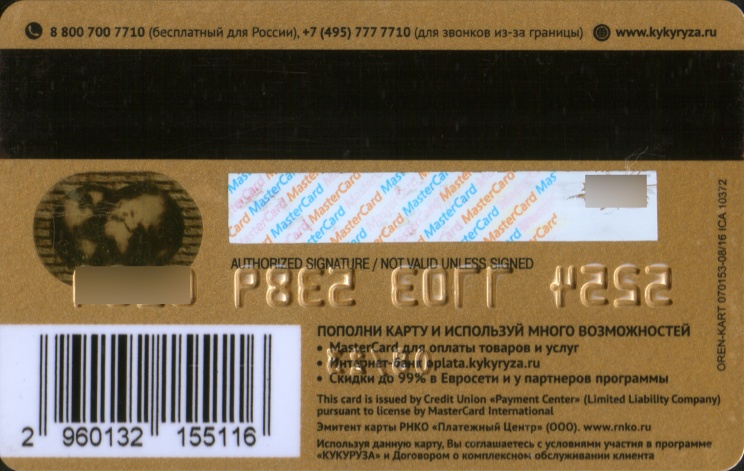 8 800 700 7710 (бесплатный для России), +7 (495) 777 7710 (для звонков из-за границы) www.kykyryza.ru
MasterCard MasterCard MasterCard MasterCard MasterCard
AUTHORIZED SIGNATURE / NOT VALID UNLESS SIGNED
OREN-KART 070153-08/16 ICA 10372
ПОПОЛНИ КАРТУ И ИСПОЛЬЗУЙ МНОГО ВОЗМОЖНОСТЕЙ
• MasterCard для оплаты товаров и услуг
• Интернет-банк oplata.kykyryza.ru
• Скидки до 99% в Евросети и у партнеров программы
This card is issued by Credit Union «Payment Center» (Limited Liability Company)
pursuant to license by MasterCard International
Эмитент карты РНКО «Платежный Центр» (ООО). www.rnko.ru
Используя данную карту, Вы соглашаетесь с условиями участия в программе
«КУКУРУЗА» и Договором о комплексном обслуживании клиента
2 960132 155116